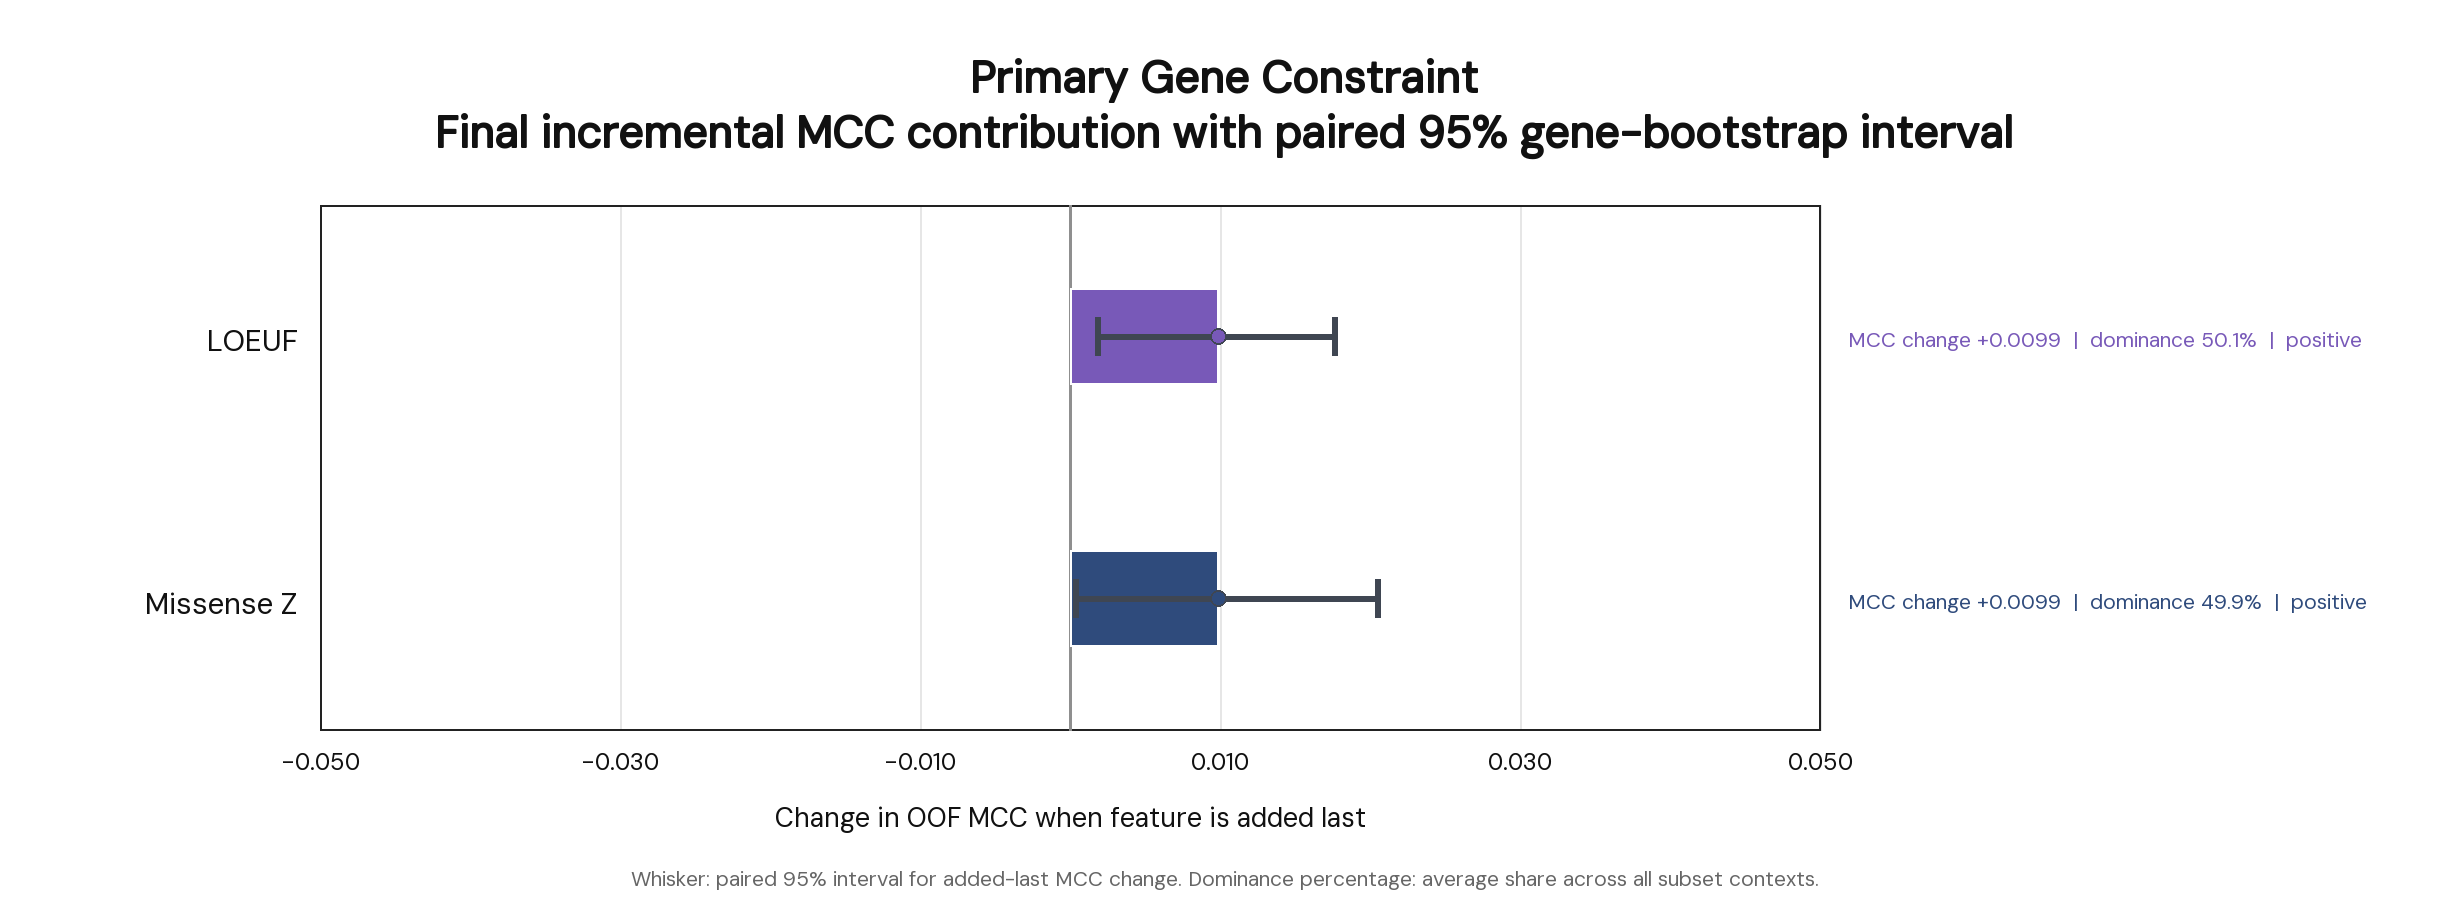 Primary Gene Constraint
Final incremental MCC contribution with paired 95% gene-bootstrap interval
LOEUF
MCC change +0.0099 | dominance 50.1% | positive
Missense Z
MCC change +0.0099 | dominance 49.9% | positive
−0.050 −0.030 −0.010 0.010 0.030 0.050
Change in OOF MCC when feature is added last
Whisker: paired 95% interval for added-last MCC change. Dominance percentage: average share across all subset contexts.